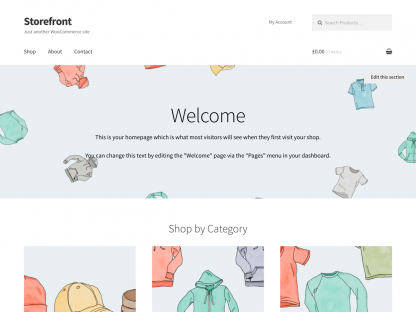 Storefront
Just another WooCommerce site
My Account
Search Products…
Shop
About
Contact
£0.00 0 items
Edit this section
Welcome
This is your homepage which is what most visitors will see when they first visit your shop.
You can change this text by editing the "Welcome" page via the "Pages" menu in your dashboard.
Shop by Category